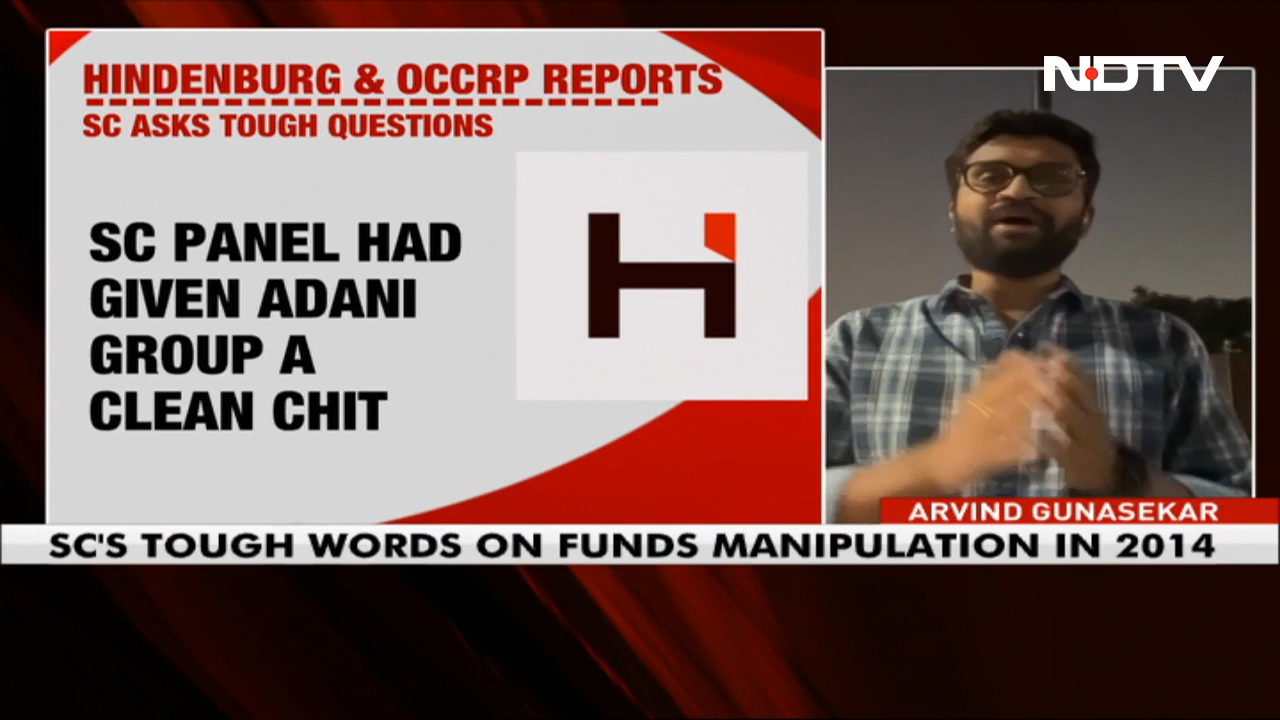 HINDENBURG & OCCRP REPORTS
SC ASKS TOUGH QUESTIONS
NDTV
SC PANEL HAD
GIVEN ADANI
GROUP A
CLEAN CHIT
H
ARVIND GUNASEKAR
SC'S TOUGH WORDS ON FUNDS MANIPULATION IN 2014